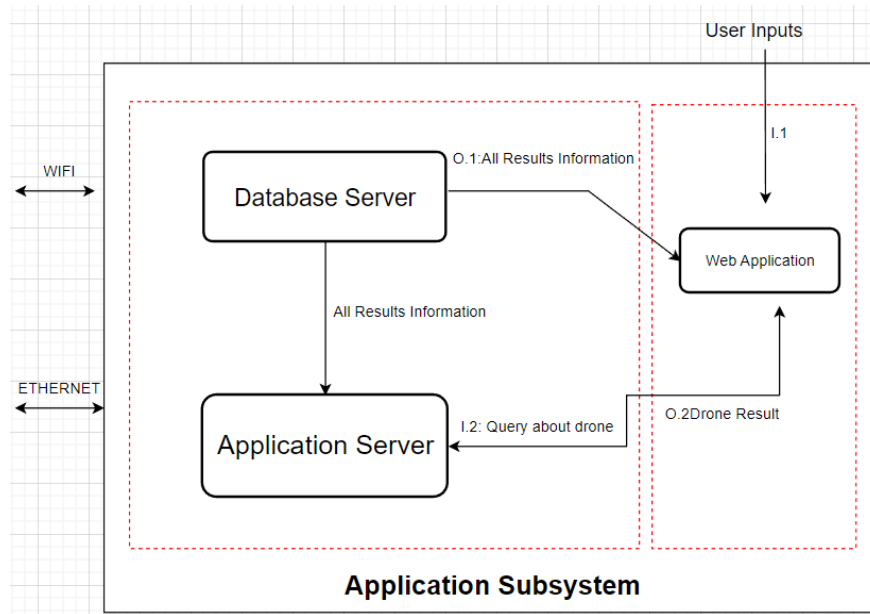 User Inputs
I.1
WIFI
O.1:All Results Information
Database Server
Web Application
All Results Information
ETHERNET
Application Server
I.2: Query about drone
O.2Drone Result
Application Subsystem